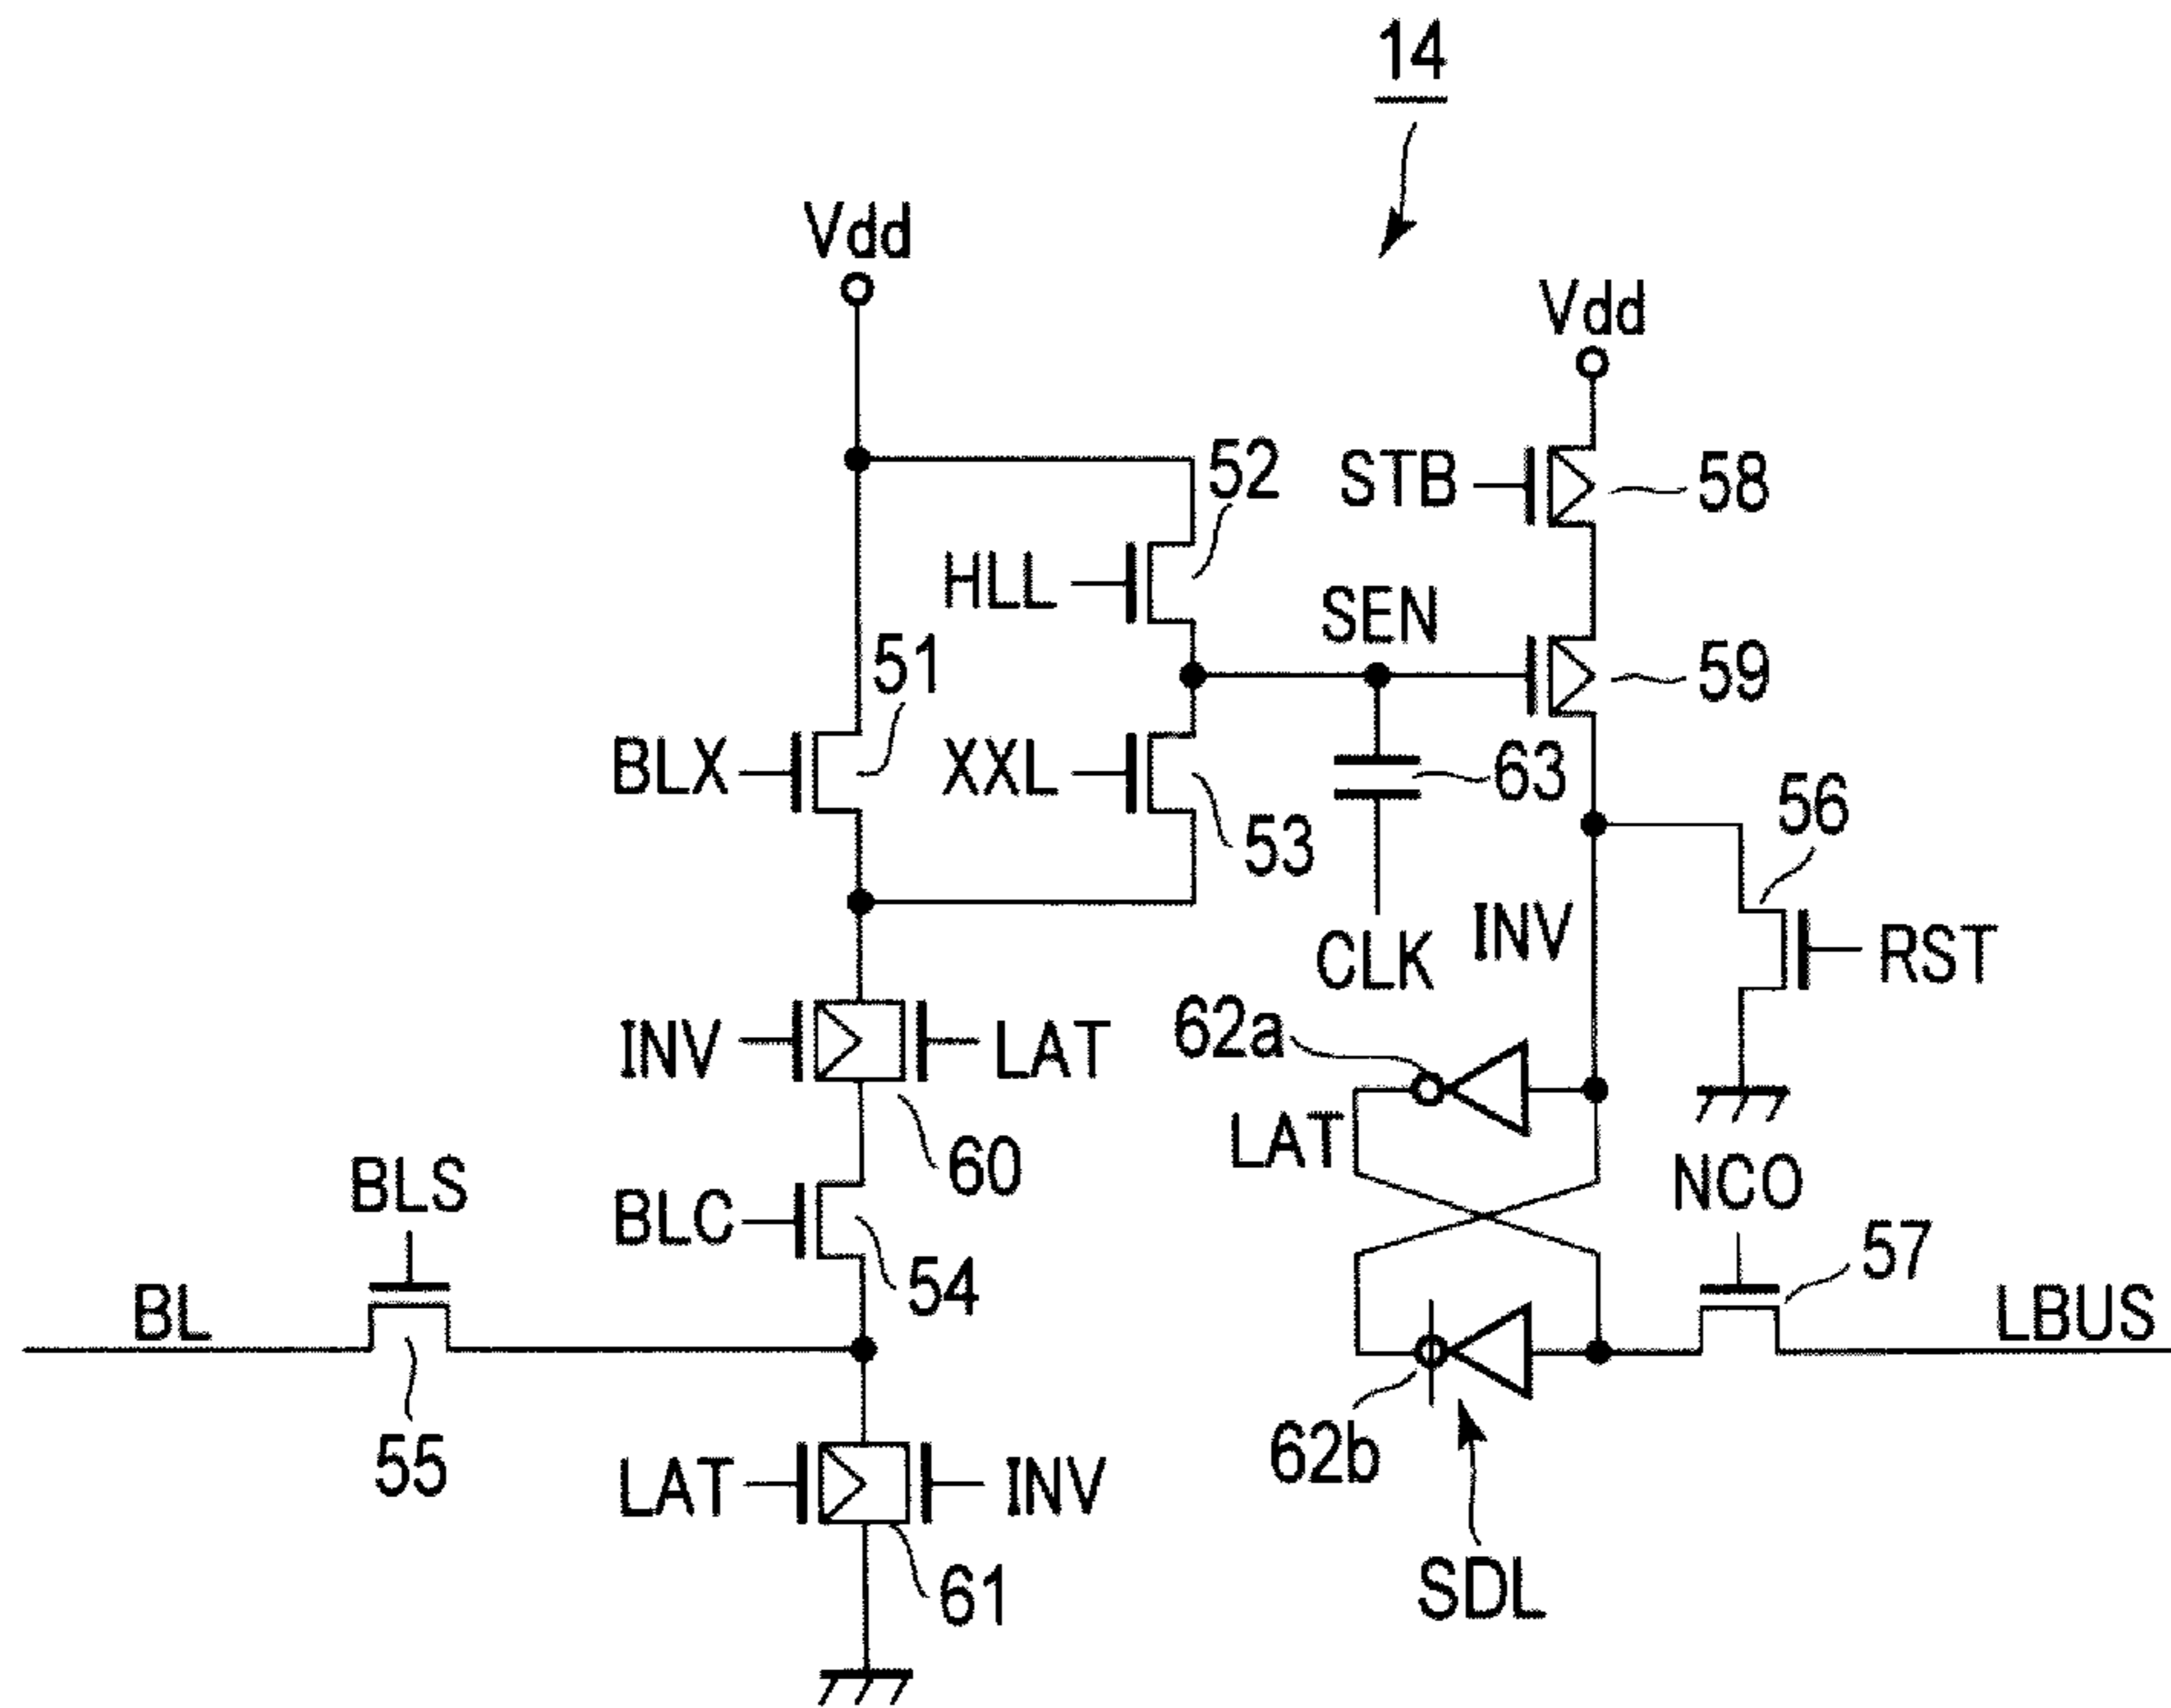 14
Vdd
Vdd
52
STB
58
HLL
SEN
51
59
BLX
XXL
63
56
53
CLK
INV
RST
62a
INV
LAT
LAT
60
NCO
BLS
BLC
57
54
BL
LBUS
55
62b
LAT
INV
SDL
61